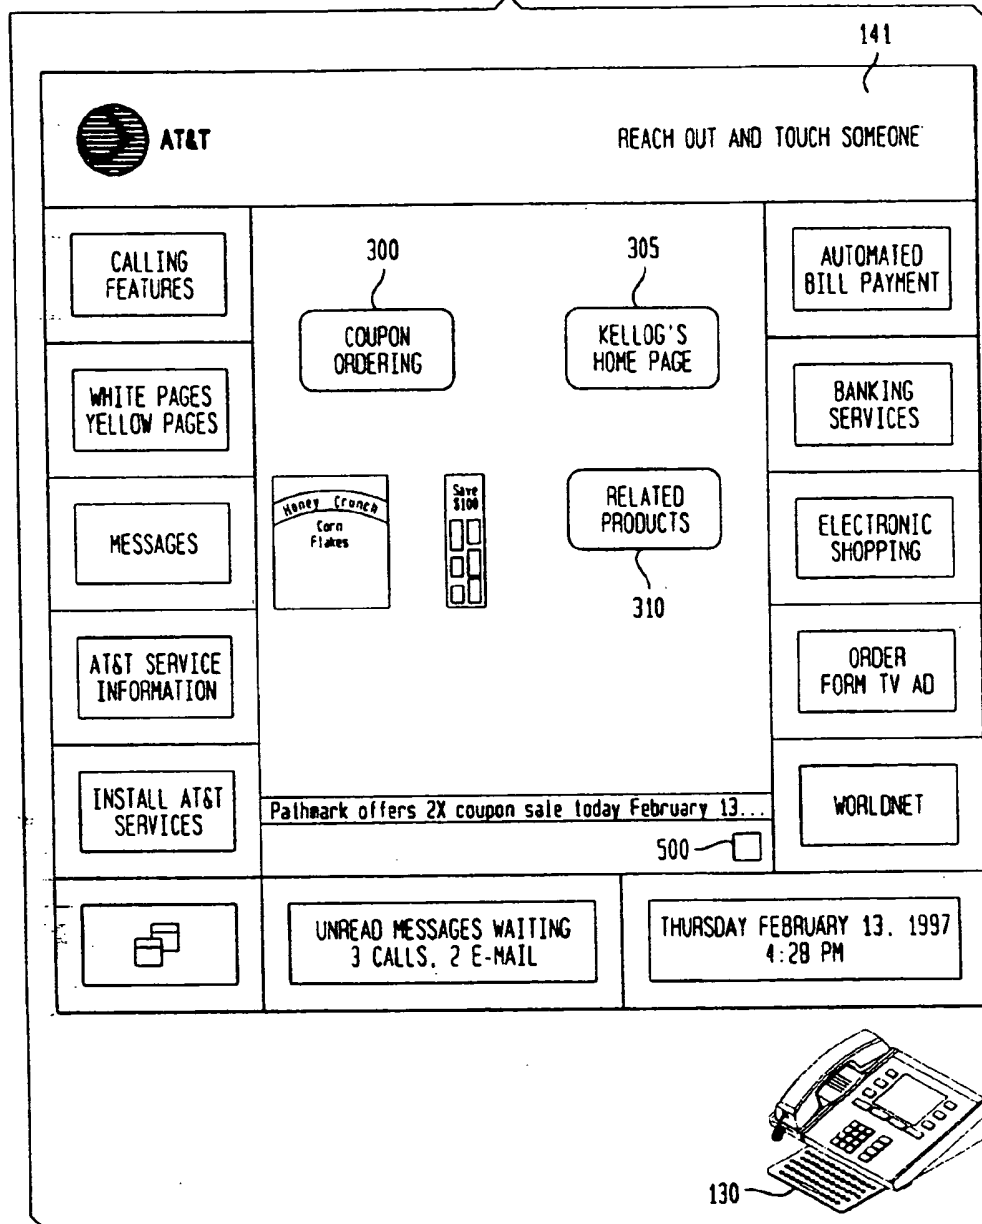 141
AT&T
REACH OUT AND TOUCH SOMEONE
CALLING
FEATURES
300
305
AUTOMATED
BILL PAYMENT
COUPON
ORDERING
KELLOG'S
HOME PAGE
WHITE PAGES
YELLOW PAGES
BANKING
SERVICES
MESSAGES
Honey Crunch
Corn
Flakes
Save
$100
RELATED
PRODUCTS
310
ELECTRONIC
SHOPPING
AT&T SERVICE
INFORMATION
ORDER
FORM TV AD
INSTALL AT&T
SERVICES
Pathmark offers 2X coupon sale today February 13...
500
WORLDNET
UNREAD MESSAGES WAITING
3 CALLS, 2 E-MAIL
THURSDAY FEBRUARY 13. 1997
4:28 PM
130